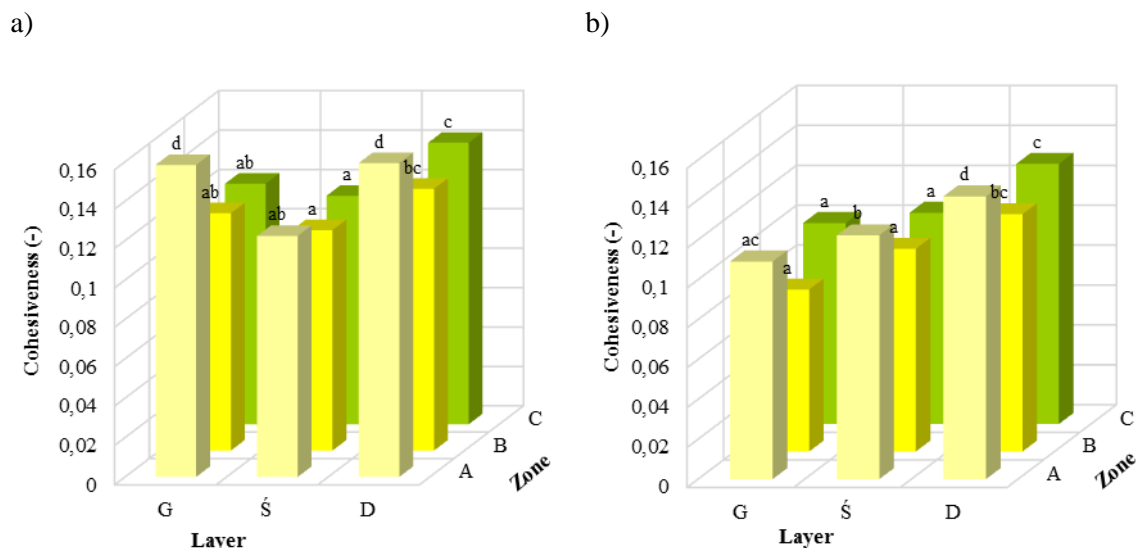 a)
b)
Cohesiveness (-)
0,16
0,14
0,12
0,1
0,08
0,06
0,04
0,02
0
d
ab
ab
ab
a
a
d
bc
c
G
Ś
D
Layer
A
B
C
Zone
Cohesiveness (-)
0,16
0,14
0,12
0,1
0,08
0,06
0,04
0,02
0
ac
a
a
b
a
a
d
bc
c
G
Ś
D
Layer
A
B
C
Zone